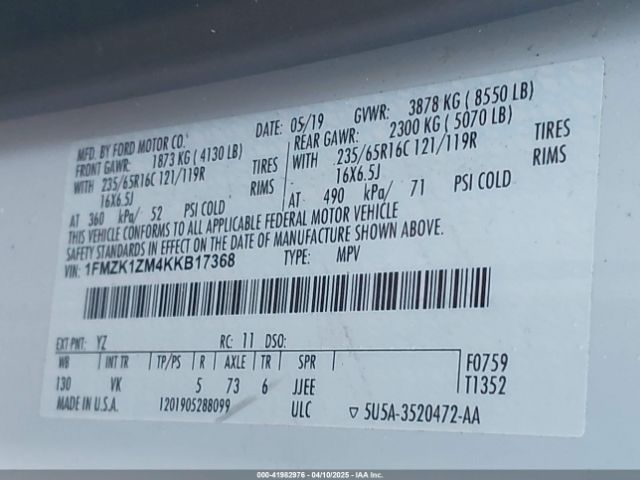 MFD. BY FORD MOTOR CO. DATE: 05/19 GVWR: 3878 KG ( 8550 LB)
FRONT GAWR: 1873 KG ( 4130 LB) REAR GAWR: 2300 KG ( 5070 LB)
WITH 235/65R16C 121/119R TIRES WITH 235/65R16C 121/119R TIRES
16X6.5J RIMS 16X6.5J RIMS
AT 360 kPa/ 52 PSI COLD AT 490 kPa/ 71 PSI COLD
THIS VEHICLE CONFORMS TO ALL APPLICABLE FEDERAL MOTOR VEHICLE
SAFETY STANDARDS IN EFFECT ON THE DATE OF MANUFACTURE SHOWN ABOVE.
VIN: 1FMZK1ZM4KKB17368 TYPE: MPV
EXT PNT: YZ RC: 11 DSO:
WB INT TR TP/PS R AXLE TR SPR F0759
130 VK 5 73 6 JJEE T1352
MADE IN U.S.A. 1201905288099 ULC ▽ 5U5A-3520472-AA
000-41982976 - 04/10/2025 - IAA Inc.